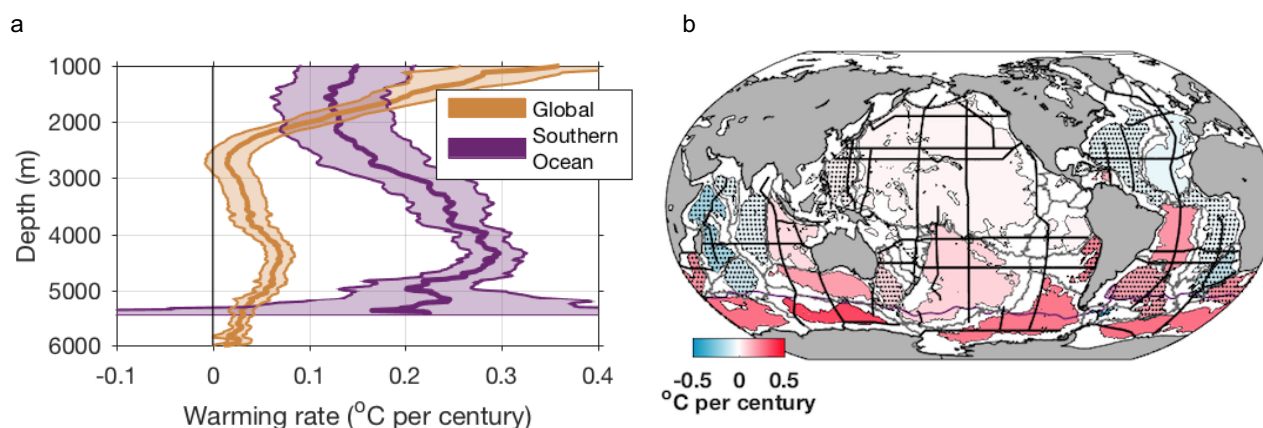 a
b
1000
2000
3000
4000
5000
6000
Depth (m)
Global
Southern
Ocean
-0.1
0
0.1
0.2
0.3
0.4
Warming rate (°C per century)
-0.5
0
0.5
°C per century